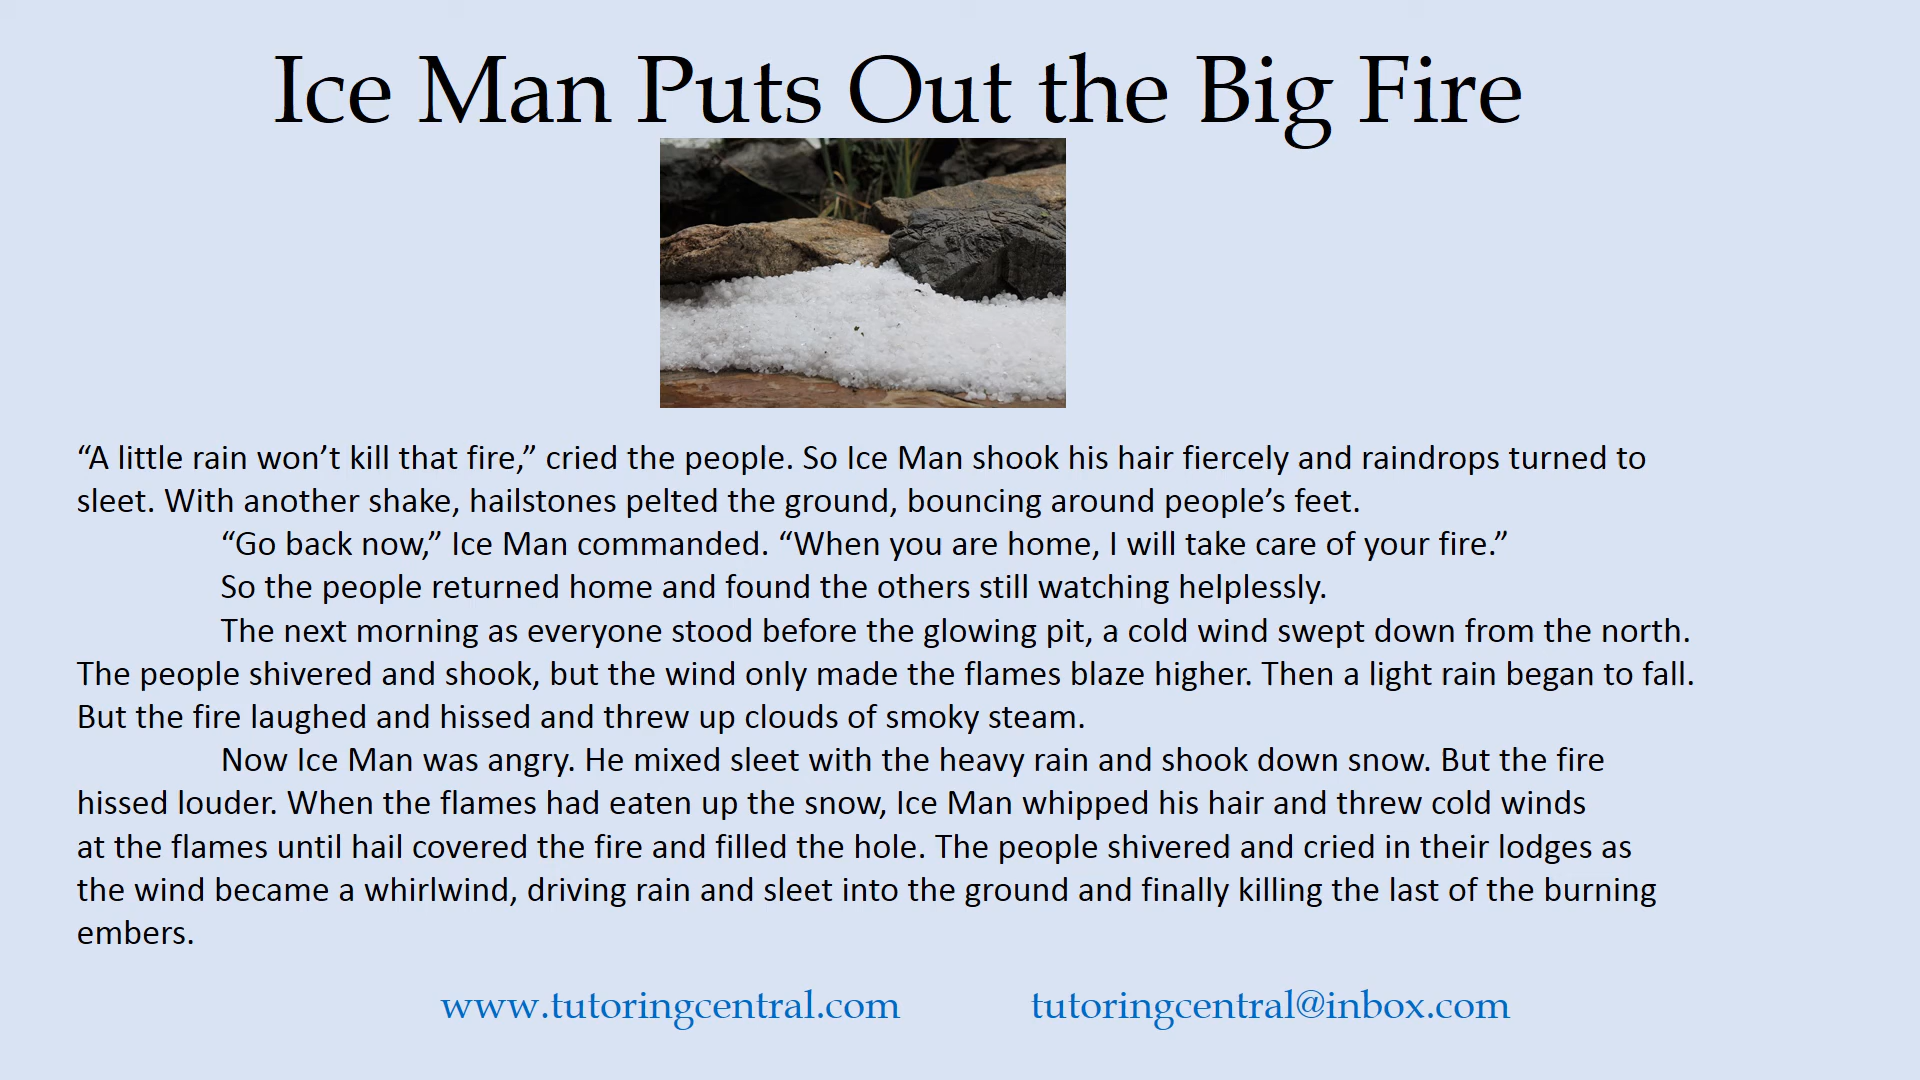 Ice Man Puts Out the Big Fire
“A little rain won’t kill that fire,” cried the people. So Ice Man shook his hair fiercely and raindrops turned to
sleet. With another shake, hailstones pelted the ground, bouncing around people’s feet.
“Go back now,” Ice Man commanded. “When you are home, I will take care of your fire.”
So the people returned home and found the others still watching helplessly.
The next morning as everyone stood before the glowing pit, a cold wind swept down from the north.
The people shivered and shook, but the wind only made the flames blaze higher. Then a light rain began to fall.
But the fire laughed and hissed and threw up clouds of smoky steam.
Now Ice Man was angry. He mixed sleet with the heavy rain and shook down snow. But the fire
hissed louder. When the flames had eaten up the snow, Ice Man whipped his hair and threw cold winds
at the flames until hail covered the fire and filled the hole. The people shivered and cried in their lodges as
the wind became a whirlwind, driving rain and sleet into the ground and finally killing the last of the burning
embers.
www.tutoringcentral.com tutoringcentral@inbox.com